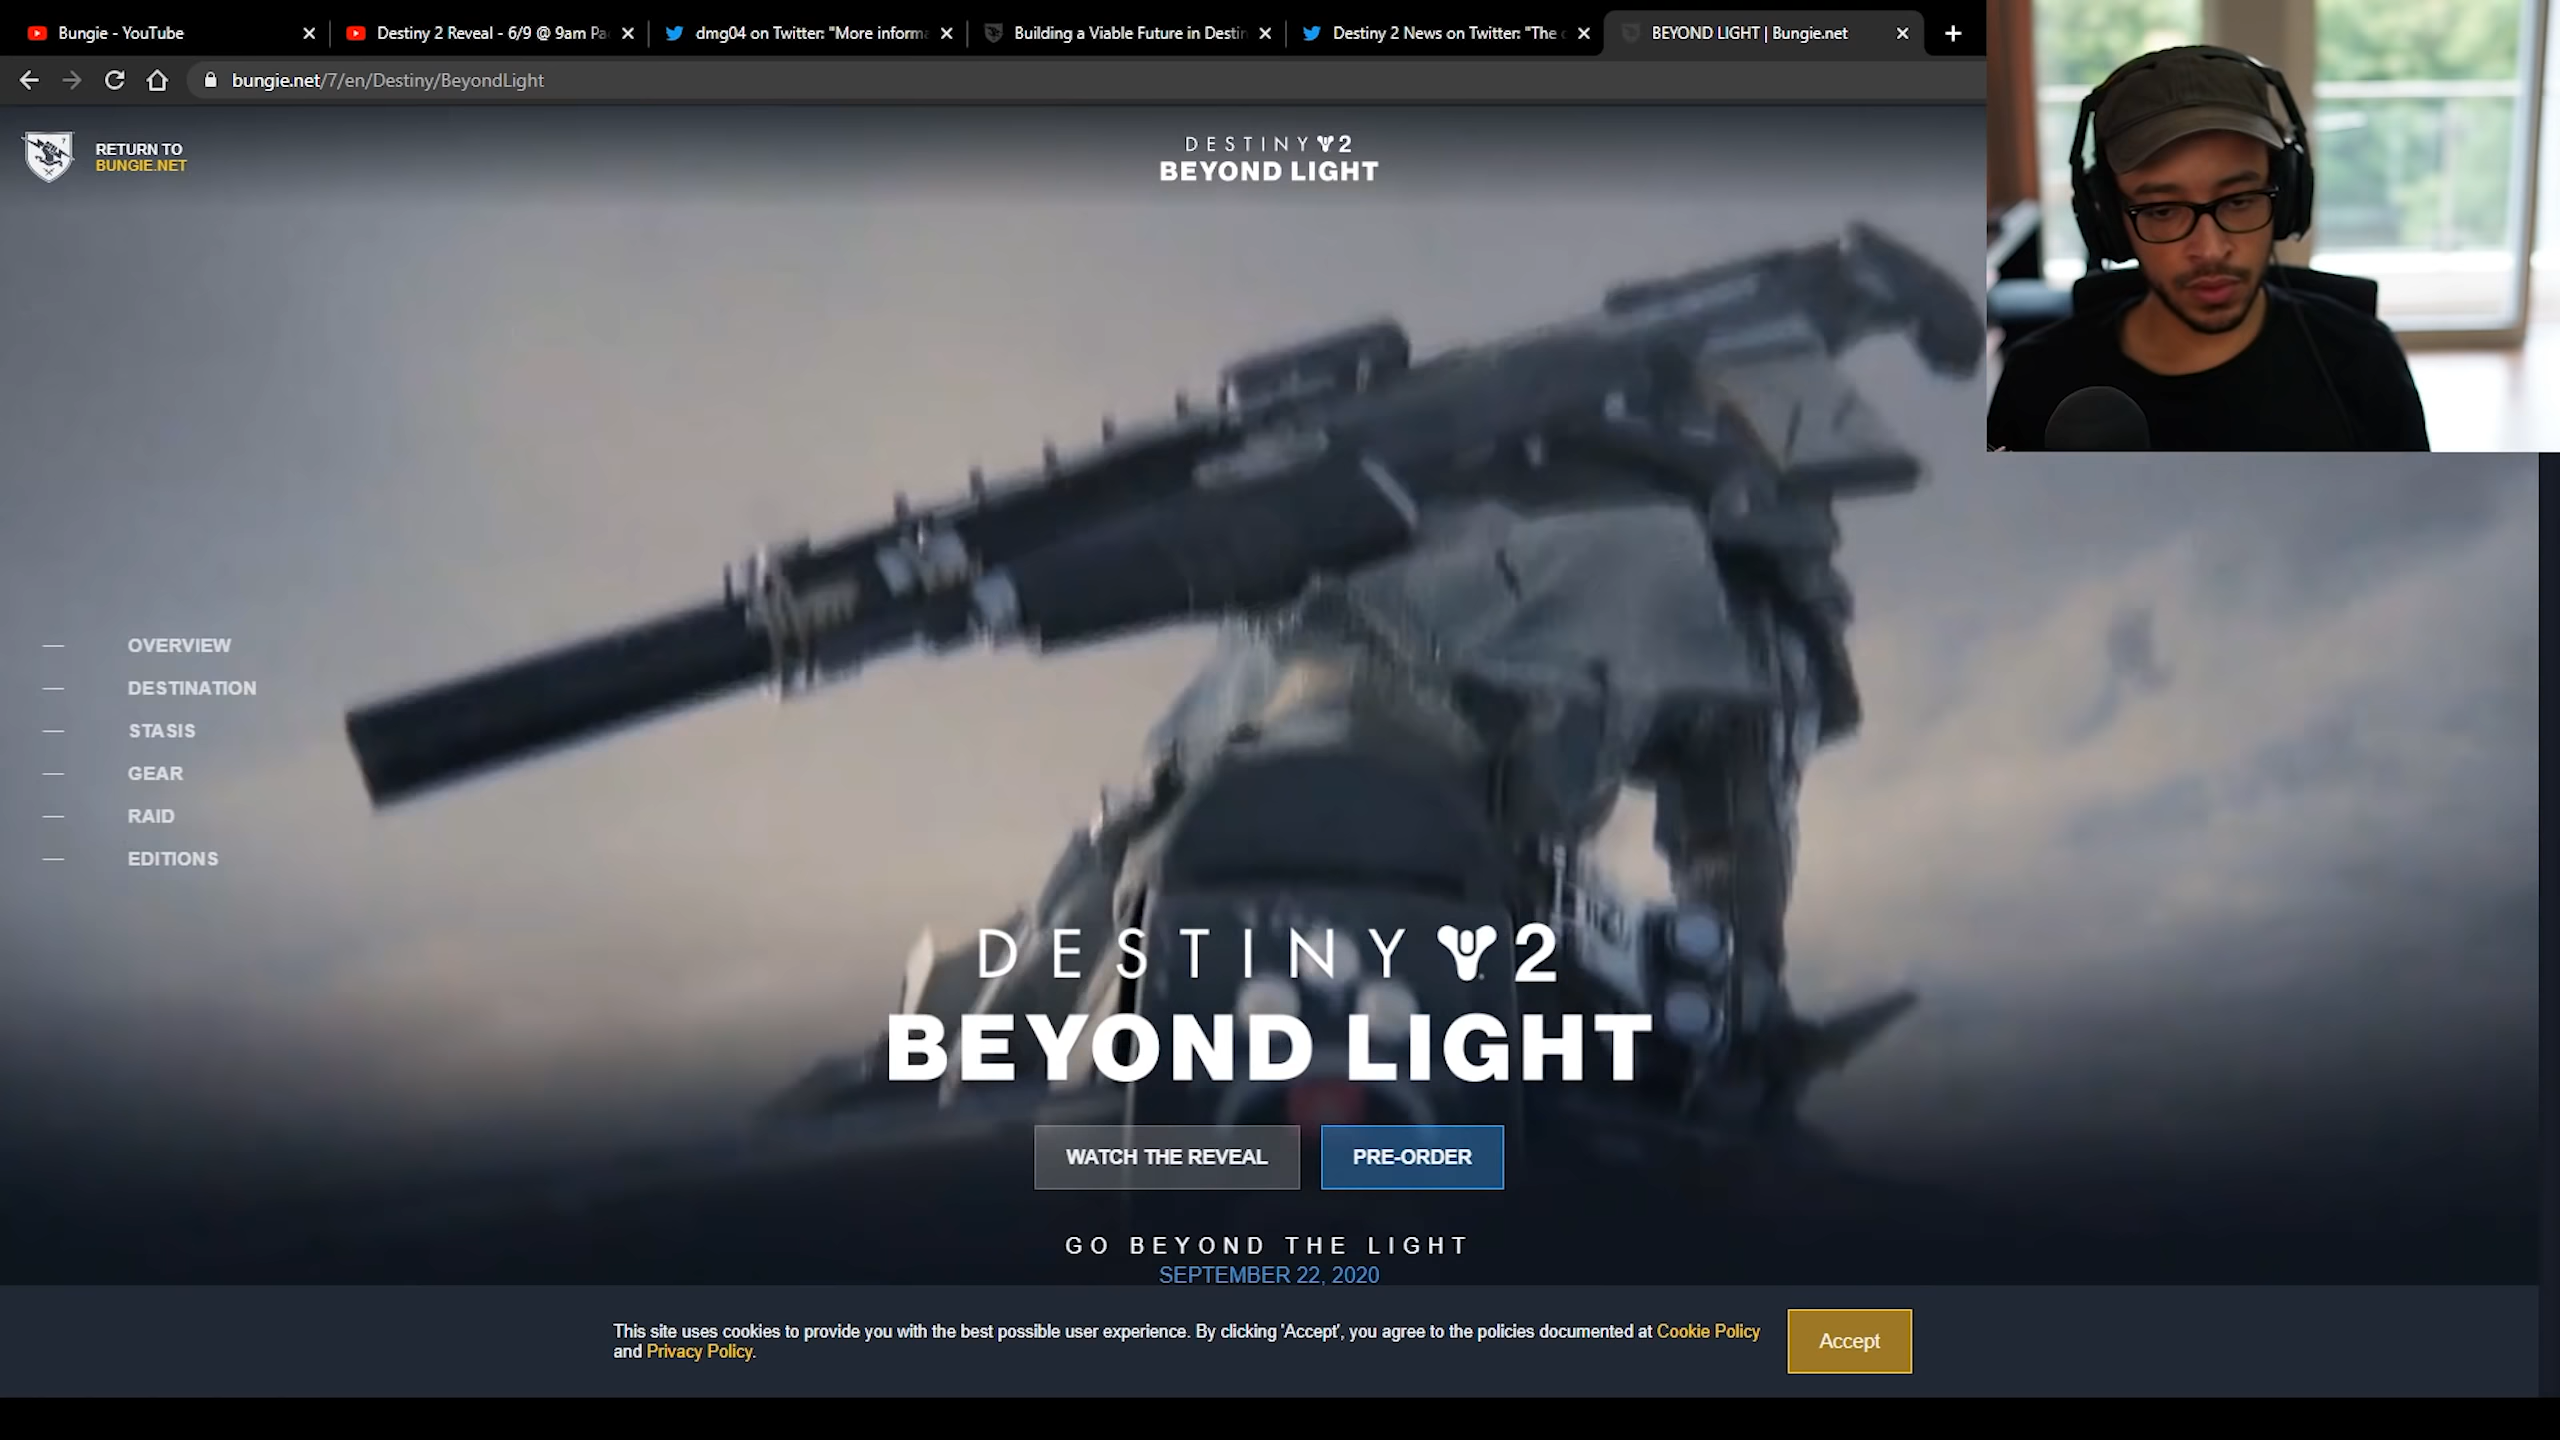 Bungie - YouTube
Destiny 2 Reveal - 6/9 @ 9am Pa
dmg04 on Twitter: "More inform
Building a Viable Future in Destin
Destiny 2 News on Twitter: "The
BEYOND LIGHT | Bungie.net
bungie.net/7/en/Destiny/BeyondLight
RETURN TO
BUNGIE.NET
DESTINY 2
BEYOND LIGHT
OVERVIEW
DESTINATION
STASIS
GEAR
RAID
EDITIONS
DESTINY 2
BEYOND LIGHT
WATCH THE REVEAL
PRE-ORDER
GO BEYOND THE LIGHT
SEPTEMBER 22, 2020
This site uses cookies to provide you with the best possible user experience. By clicking 'Accept', you agree to the policies documented at Cookie Policy
and Privacy Policy.
Accept